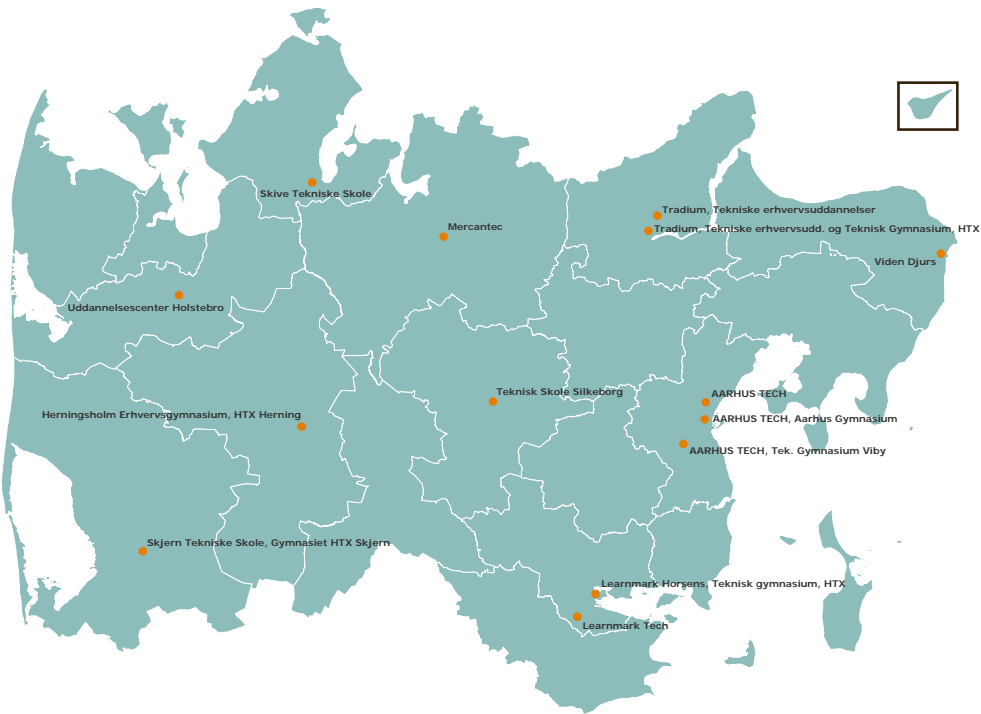 Skive Tekniske Skole
Tradium, Tekniske erhvervsuddannelser
Mercantec
Tradium, Tekniske erhvervsudd. og Teknisk Gymnasium, HTX
Viden Djurs
Uddannelsescenter Holstebro
Teknisk Skole Silkeborg
AARHUS TECH
Herningsholm Erhvervsgymnasium, HTX Herning
AARHUS TECH, Aarhus Gymnasium
AARHUS TECH, Tek. Gymnasium Viby
Skjern Tekniske Skole, Gymnasiet HTX Skjern
Learnmark Horsens, Teknisk gymnasium, HTX
Learnmark Tech